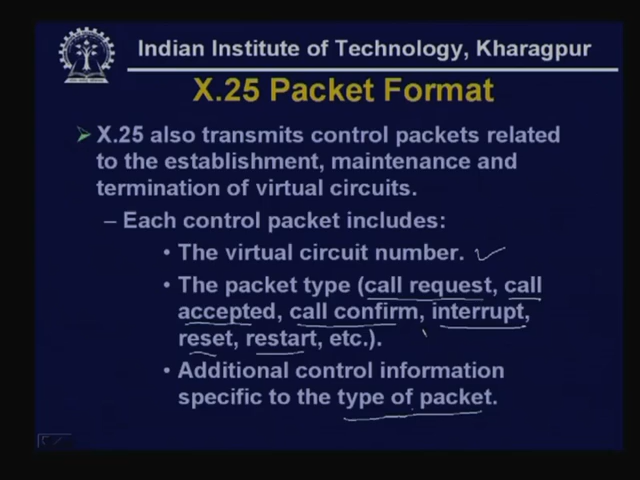 Indian Institute of Technology, Kharagpur
X.25 Packet Format
X.25 also transmits control packets related
to the establishment, maintenance and
termination of virtual circuits.
– Each control packet includes:
• The virtual circuit number.
• The packet type (call request, call
accepted, call confirm, interrupt,
reset, restart, etc.).
• Additional control information
specific to the type of packet.